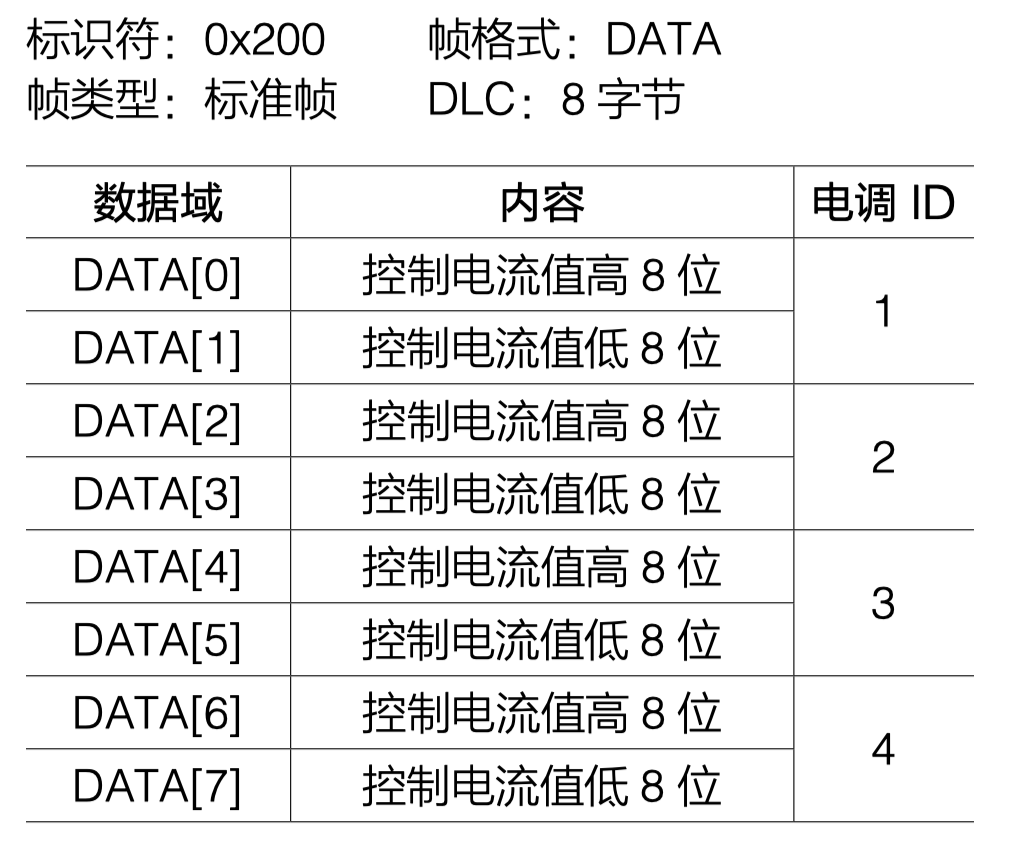 标识符：0x200 帧格式：DATA
帧类型：标准帧 DLC：8 字节
数据域 内容 电调 ID
DATA[0] 控制电流值高 8 位 1
DATA[1] 控制电流值低 8 位
DATA[2] 控制电流值高 8 位 2
DATA[3] 控制电流值低 8 位
DATA[4] 控制电流值高 8 位 3
DATA[5] 控制电流值低 8 位
DATA[6] 控制电流值高 8 位 4
DATA[7] 控制电流值低 8 位